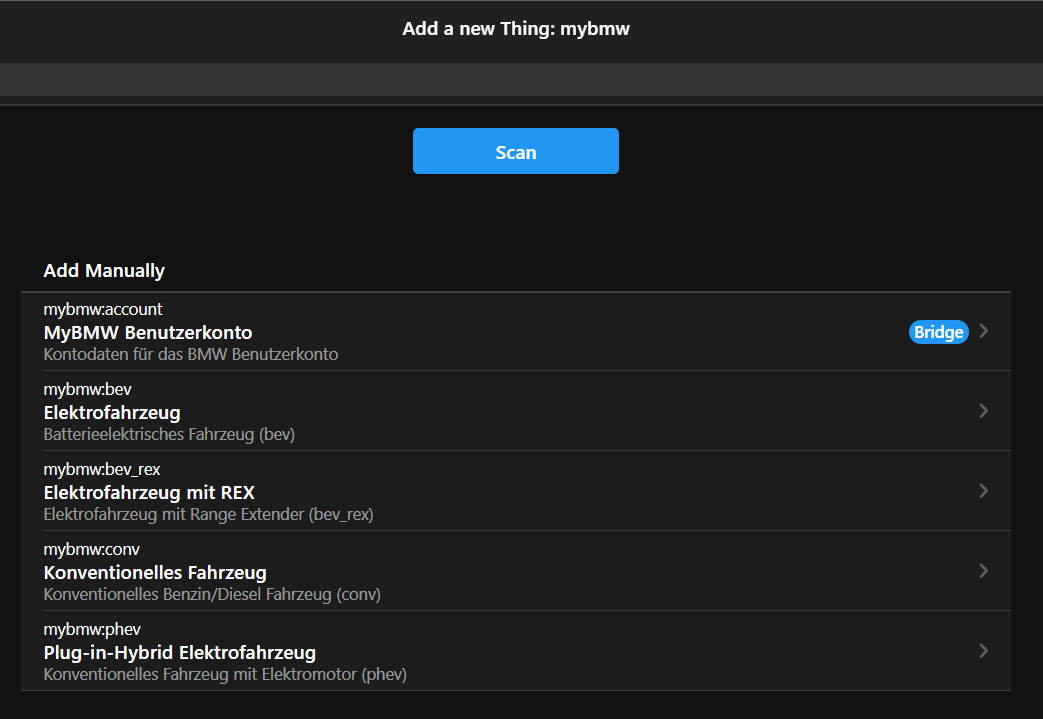 Add a new Thing: mybmw
Scan
Add Manually
mybmw:account
MyBMW Benutzerkonto
Bridge
Kontodaten für das BMW Benutzerkonto
mybmw:bev
Elektrofahrzeug
Batterieelektrisches Fahrzeug (bev)
mybmw:bev_rex
Elektrofahrzeug mit REX
Elektrofahrzeug mit Range Extender (bev_rex)
mybmw:conv
Konventionelles Fahrzeug
Konventionelles Benzin/Diesel Fahrzeug (conv)
mybmw:phev
Plug-in-Hybrid Elektrofahrzeug
Konventionelles Fahrzeug mit Elektromotor (phev)